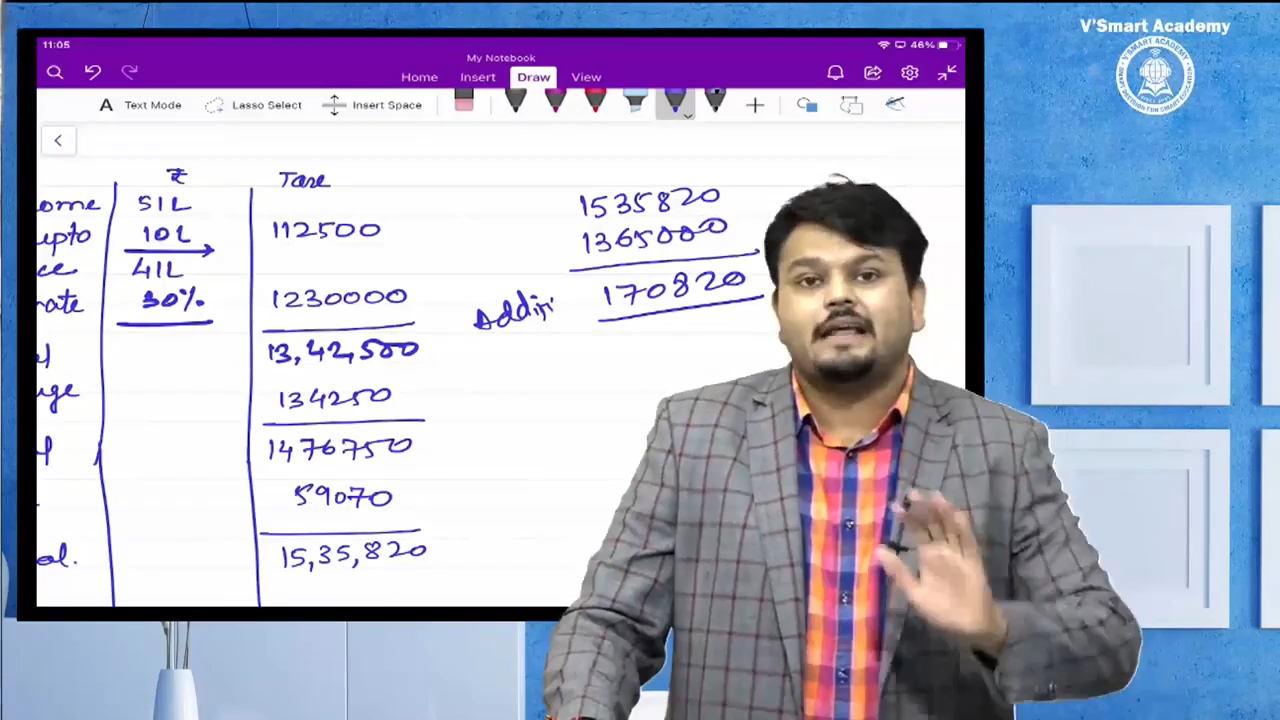 V'Smart Academy
11:05
46%
My Notebook
Home Insert Draw View
A Text Mode Lasso Select Insert Space
₹ Taxe
ome 51L
upto 10L 112500
ce 41L
rate 30% 1230000
13,42,500
ge 134250
1476750
59070
al. 15,35,820
1535820
1365000
Additi 170820